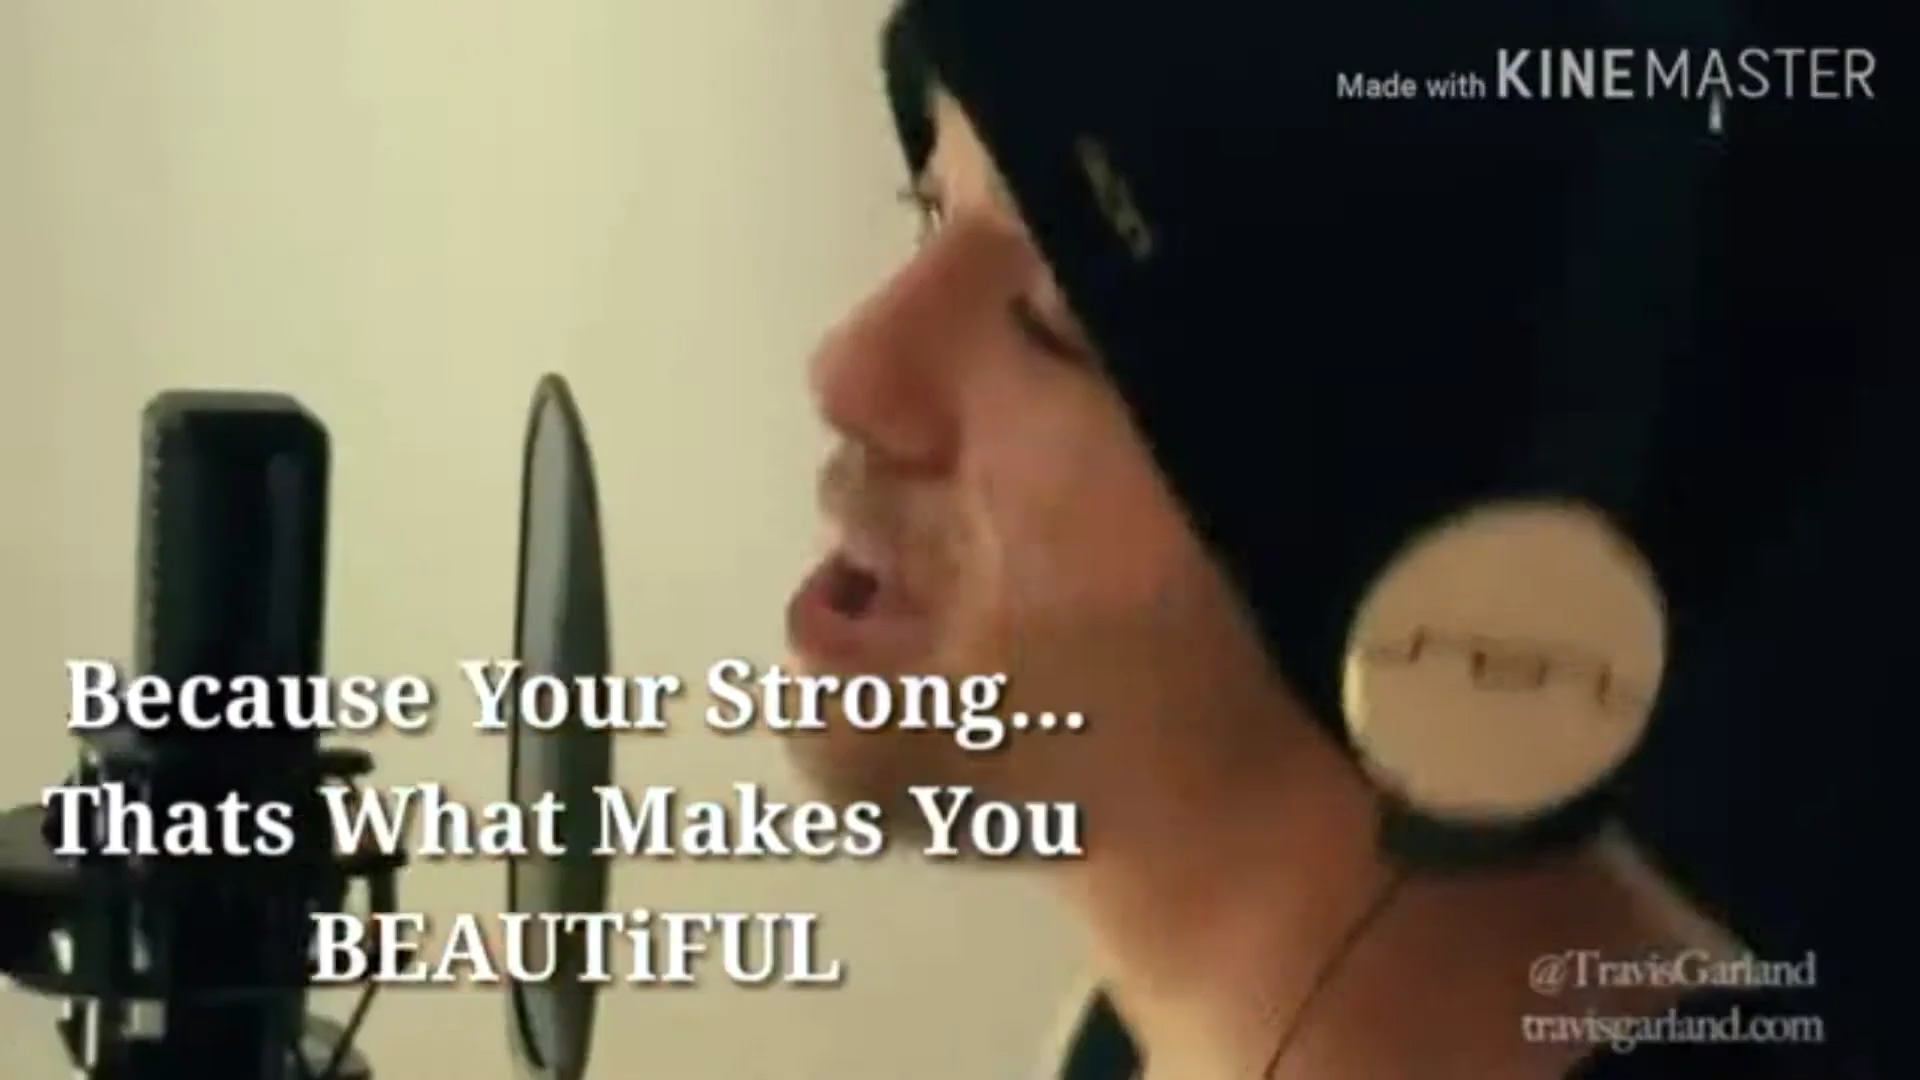 Made with KINEMASTER
Because Your Strong...
Thats What Makes You
BEAUTiFUL
@TravisGarland
travisgarland.com